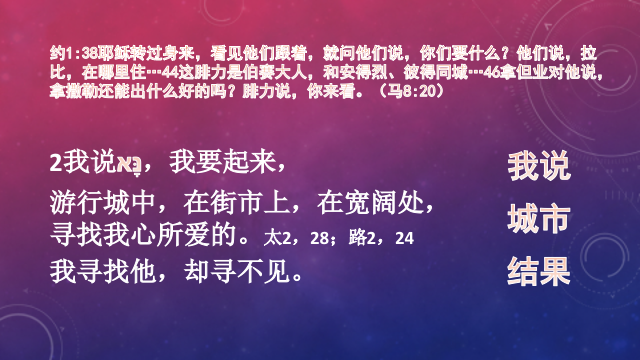 约1:38耶稣转过身来，看见他们跟着，就问他们说，你们要什么？他们说，拉
比，在哪里住…44这腓力是伯赛大人，和安得烈、彼得同城…46拿但业对他说，
拿撒勒还能出什么好的吗？腓力说，你来看。（马8:20）
2我说נָּא，我要起来，
游行城中，在街市上，在宽阔处，
寻找我心所爱的。太2，28；路2，24
我寻找他，却寻不见。
我说
城市
结果